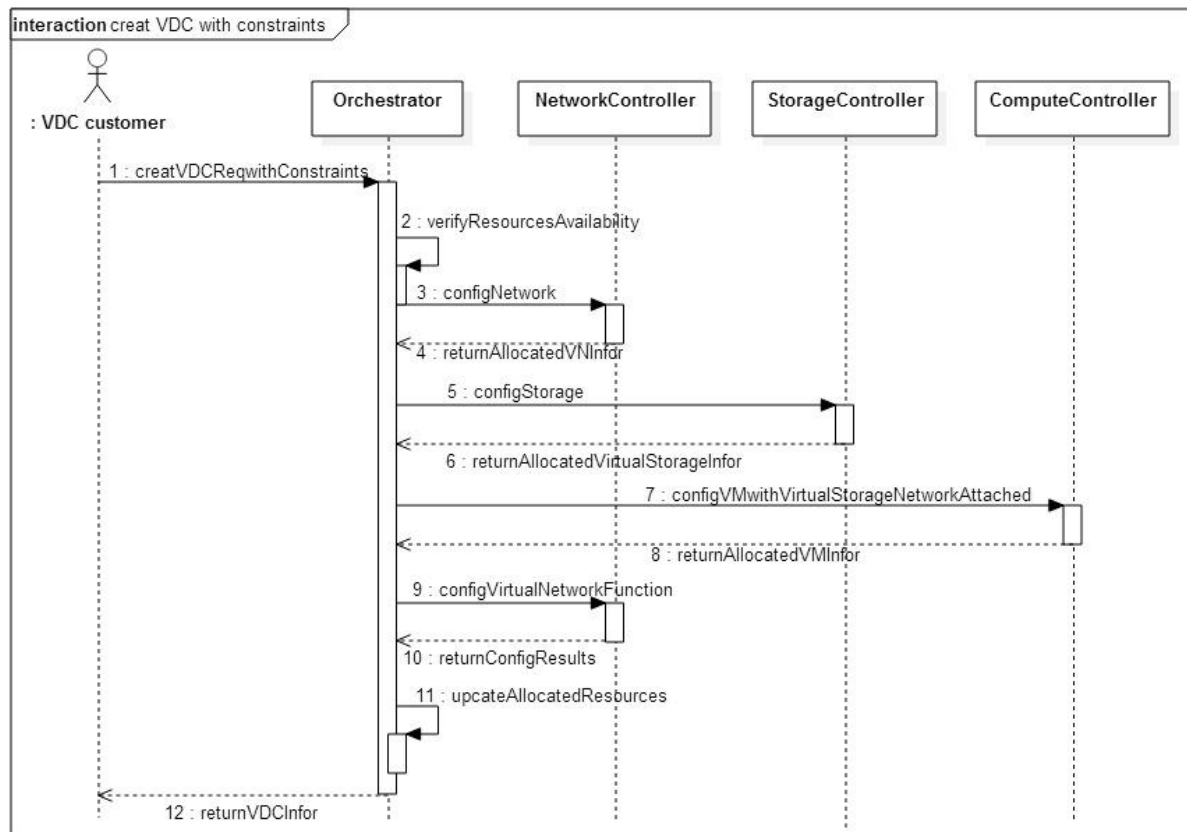 interaction creat VDC with constraints
: VDC customer
Orchestrator
NetworkController
StorageController
ComputeController
1 : creatVDCReqwithConstraints
2 : verifyResourcesAvailability
3 : configNetwork
4 : returnAllocatedVNInfor
5 : configStorage
6 : returnAllocatedVirtualStorageInfor
7 : configVMwithVirtualStorageNetworkAttached
8 : returnAllocatedVMInfor
9 : configVirtualNetworkFunction
10 : returnConfigResults
11 : upcateAllocatedResources
12 : returnVDCInfor